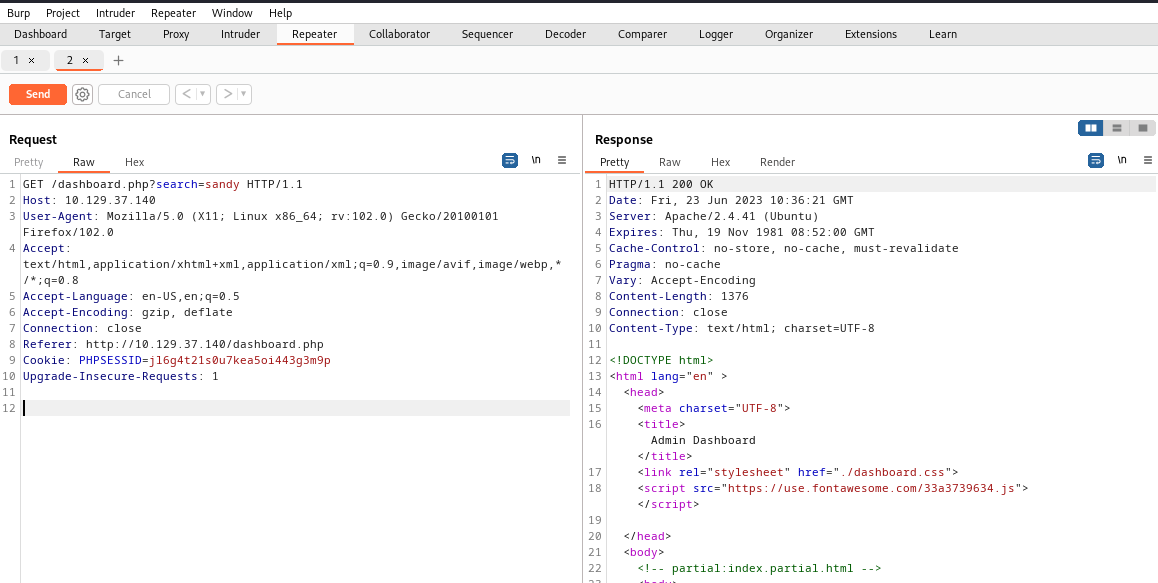 Burp Project Intruder Repeater Window Help
Dashboard Target Proxy Intruder Repeater Collaborator Sequencer Decoder Comparer Logger Organizer Extensions Learn
1 × 2 × +
Send Cancel < >
Request
Pretty Raw Hex \n
1 GET /dashboard.php?search=sandy HTTP/1.1
2 Host: 10.129.37.140
3 User-Agent: Mozilla/5.0 (X11; Linux x86_64; rv:102.0) Gecko/20100101
Firefox/102.0
4 Accept:
text/html,application/xhtml+xml,application/xml;q=0.9,image/avif,image/webp,*
/*;q=0.8
5 Accept-Language: en-US,en;q=0.5
6 Accept-Encoding: gzip, deflate
7 Connection: close
8 Referer: http://10.129.37.140/dashboard.php
9 Cookie: PHPSESSID=jl6g4t21s0u7kea5oi443g3m9p
10 Upgrade-Insecure-Requests: 1
11
12
Response
Pretty Raw Hex Render \n
1 HTTP/1.1 200 OK
2 Date: Fri, 23 Jun 2023 10:36:21 GMT
3 Server: Apache/2.4.41 (Ubuntu)
4 Expires: Thu, 19 Nov 1981 08:52:00 GMT
5 Cache-Control: no-store, no-cache, must-revalidate
6 Pragma: no-cache
7 Vary: Accept-Encoding
8 Content-Length: 1376
9 Connection: close
10 Content-Type: text/html; charset=UTF-8
11
12 <!DOCTYPE html>
13 <html lang="en" >
14 <head>
15 <meta charset="UTF-8">
16 <title>
Admin Dashboard
</title>
17 <link rel="stylesheet" href="./dashboard.css">
18 <script src="https://use.fontawesome.com/33a3739634.js">
</script>
19
20 </head>
21 <body>
22 <!-- partial:index.partial.html -->
23 <body>